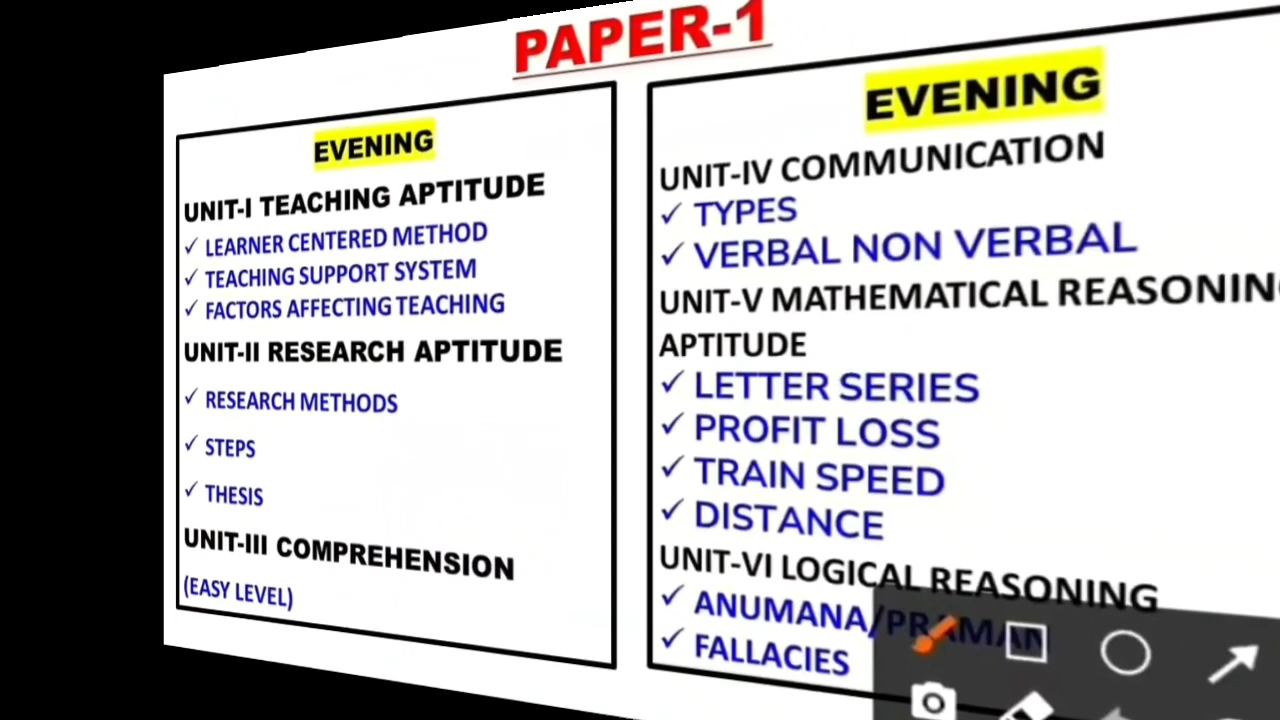 PAPER-1
EVENING
UNIT-I TEACHING APTITUDE
✓ LEARNER CENTERED METHOD
✓ TEACHING SUPPORT SYSTEM
✓ FACTORS AFFECTING TEACHING
UNIT-II RESEARCH APTITUDE
✓ RESEARCH METHODS
✓ STEPS
✓ THESIS
UNIT-III COMPREHENSION
(EASY LEVEL)
EVENING
UNIT-IV COMMUNICATION
✓ TYPES
✓ VERBAL NON VERBAL
UNIT-V MATHEMATICAL REASONING
APTITUDE
✓ LETTER SERIES
✓ PROFIT LOSS
✓ TRAIN SPEED
✓ DISTANCE
UNIT-VI LOGICAL REASONING
✓ ANUMANA/PRAMAN
✓ FALLACIES